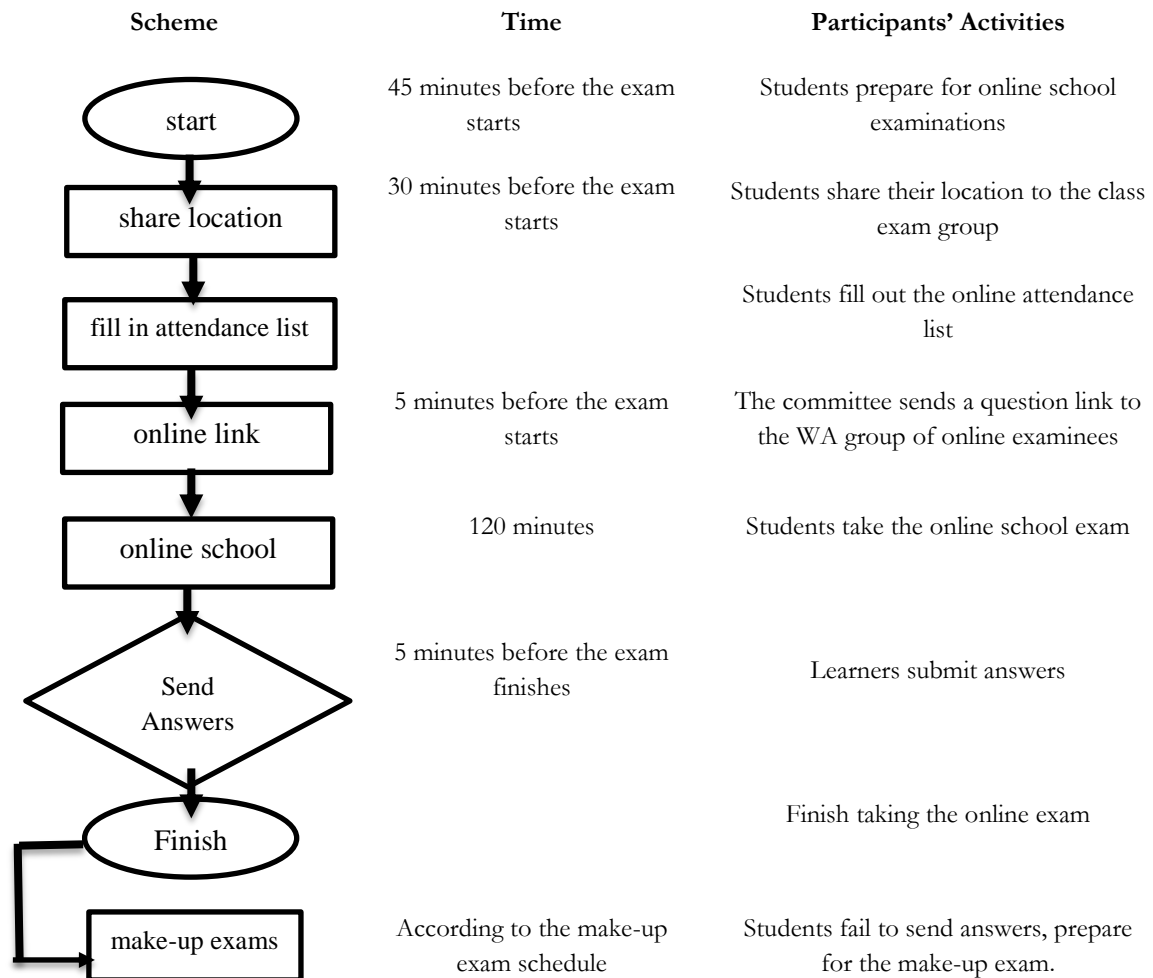 Scheme Time Participants’ Activities
start
45 minutes before the exam
starts
Students prepare for online school
examinations
share location
30 minutes before the exam
starts
Students share their location to the class
exam group
fill in attendance list
Students fill out the online attendance
list
online link
5 minutes before the exam
starts
The committee sends a question link to
the WA group of online examinees
online school
120 minutes
Students take the online school exam
Send
Answers
5 minutes before the exam
finishes
Learners submit answers
Finish
Finish taking the online exam
make-up exams
According to the make-up
exam schedule
Students fail to send answers, prepare
for the make-up exam.